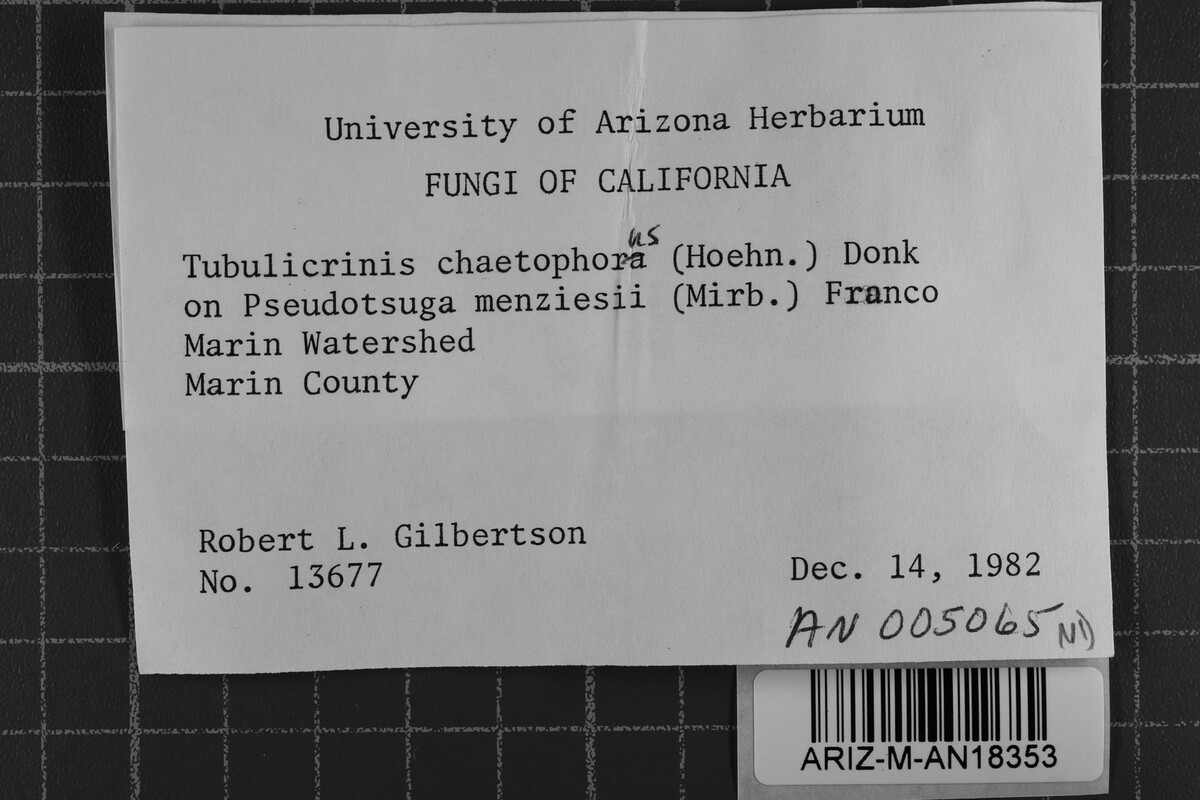 University of Arizona Herbarium
FUNGI OF CALIFORNIA
us
Tubulicrinis chaetophora (Hoehn.) Donk
on Pseudotsuga menziesii (Mirb.) Franco
Marin Watershed
Marin County
Robert L. Gilbertson
No. 13677
Dec. 14, 1982
AN 005065
ARIZ-M-AN18353